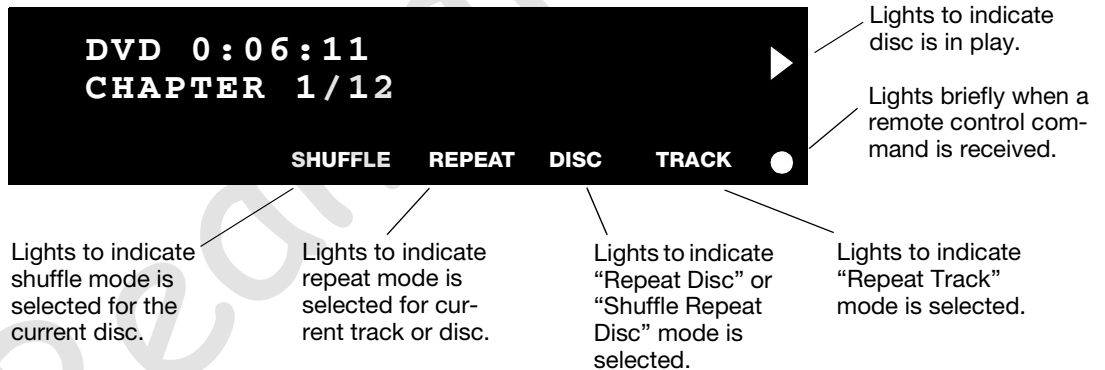 DVD 0:06:11
CHAPTER 1/12
SHUFFLE REPEAT DISC TRACK
Lights to indicate
disc is in play.
Lights briefly when a
remote control com-
mand is received.
Lights to indicate
shuffle mode is
selected for the
current disc.
Lights to indicate
repeat mode is
selected for cur-
rent track or disc.
Lights to indicate
“Repeat Disc” or
“Shuffle Repeat
Disc” mode is
selected.
Lights to indicate
“Repeat Track”
mode is selected.